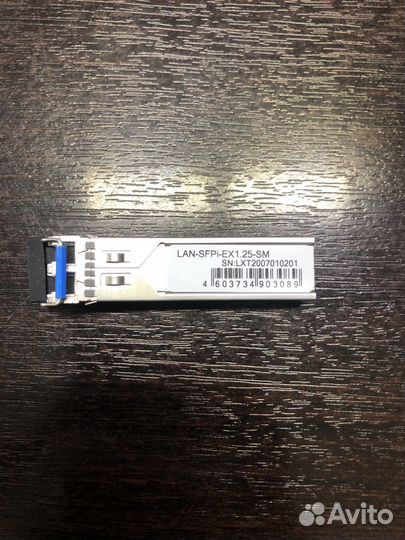 LAN-SFPi-EX1.25-SM
SN:LXT2007010201
4 603734 903089
Avito